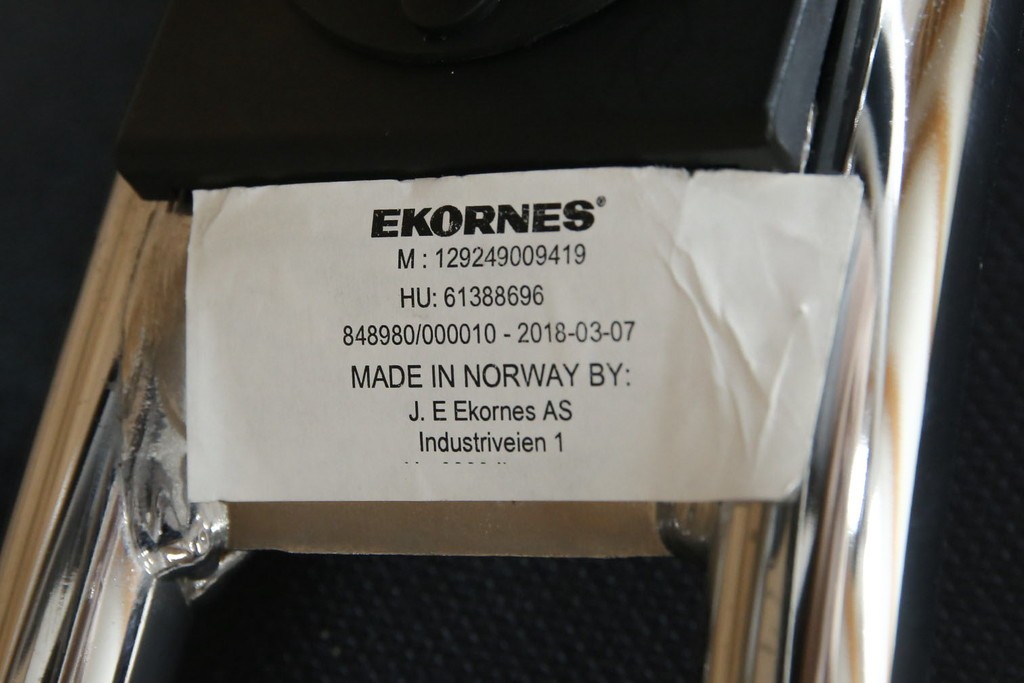 EKORNES®
M : 129249009419
HU: 61388696
848980/000010 - 2018-03-07
MADE IN NORWAY BY:
J. E Ekornes AS
Industriveien 1